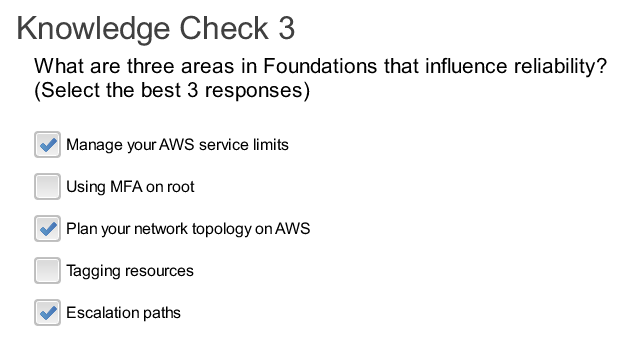 Knowledge Check 3
What are three areas in Foundations that influence reliability?
(Select the best 3 responses)
Manage your AWS service limits
Using MFA on root
Plan your network topology on AWS
Tagging resources
Escalation paths